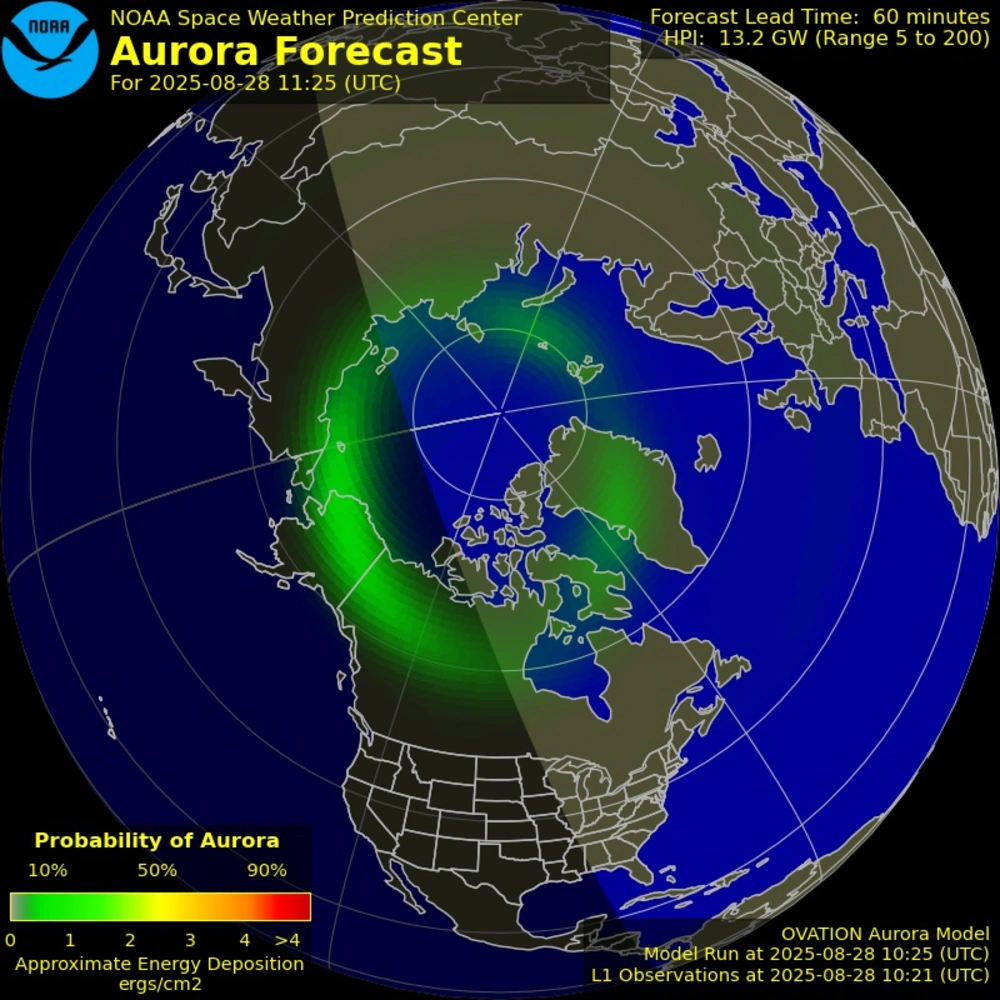 NOAA
NOAA Space Weather Prediction Center
Aurora Forecast
For 2025-08-28 11:25 (UTC)
Forecast Lead Time: 60 minutes
HPI: 13.2 GW (Range 5 to 200)
Probability of Aurora
10% 50% 90%
0 1 2 3 4 >4
Approximate Energy Deposition
ergs/cm2
OVATION Aurora Model
Model Run at 2025-08-28 10:25 (UTC)
L1 Observations at 2025-08-28 10:21 (UTC)